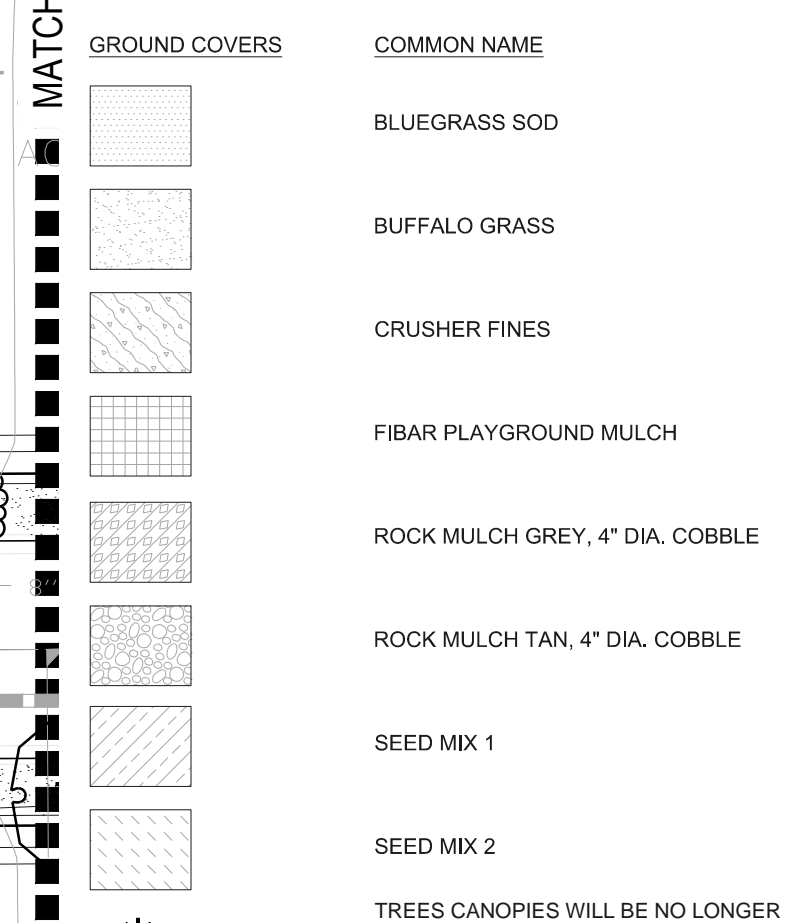 MATCH
GROUND COVERS
COMMON NAME
BLUEGRASS SOD
BUFFALO GRASS
CRUSHER FINES
FIBAR PLAYGROUND MULCH
ROCK MULCH GREY, 4" DIA. COBBLE
ROCK MULCH TAN, 4" DIA. COBBLE
SEED MIX 1
SEED MIX 2
TREES CANOPIES WILL BE NO LONGER
AC
8''